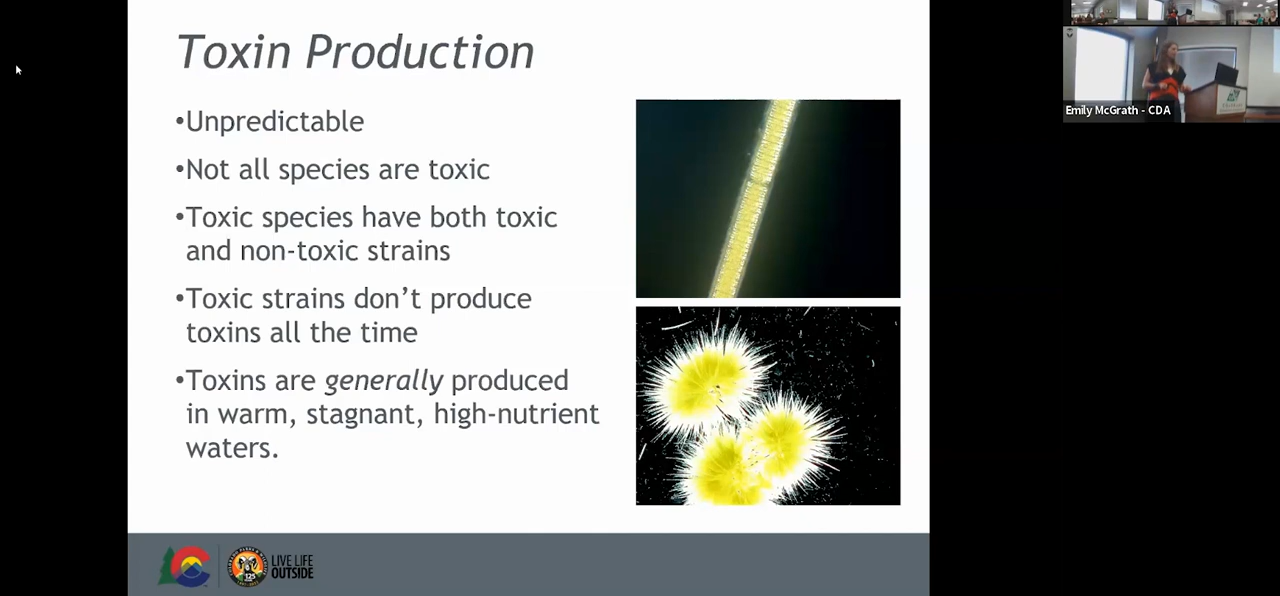 Toxin Production
•Unpredictable
•Not all species are toxic
•Toxic species have both toxic
and non-toxic strains
•Toxic strains don't produce
toxins all the time
•Toxins are generally produced
in warm, stagnant, high-nutrient
waters.
LIVE LIFE
OUTSIDE
125
Emily McGrath - CDA